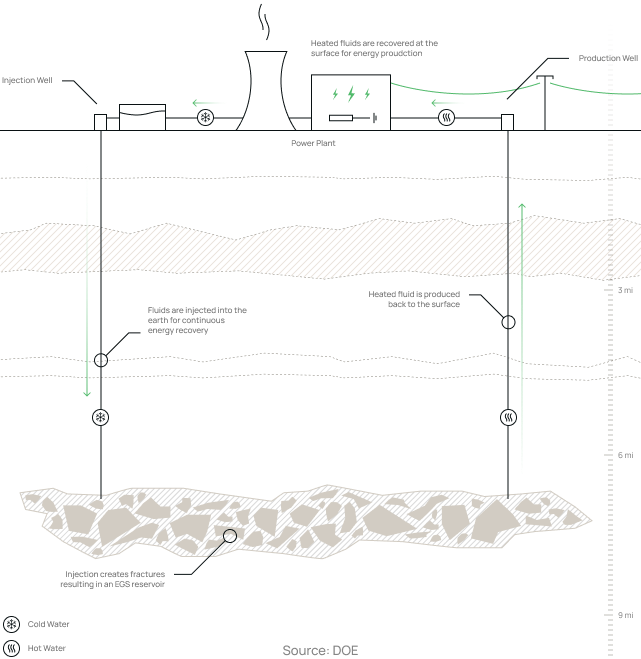 Heated fluids are recovered at the
surface for energy proudction
Production Well
Injection Well
Power Plant
3 mi
Heated fluid is produced
back to the surface
Fluids are injected into the
earth for continuous
energy recovery
6 mi
Injection creates fractures
resulting in an EGS reservoir
9 mi
Cold Water
Hot Water
Source: DOE